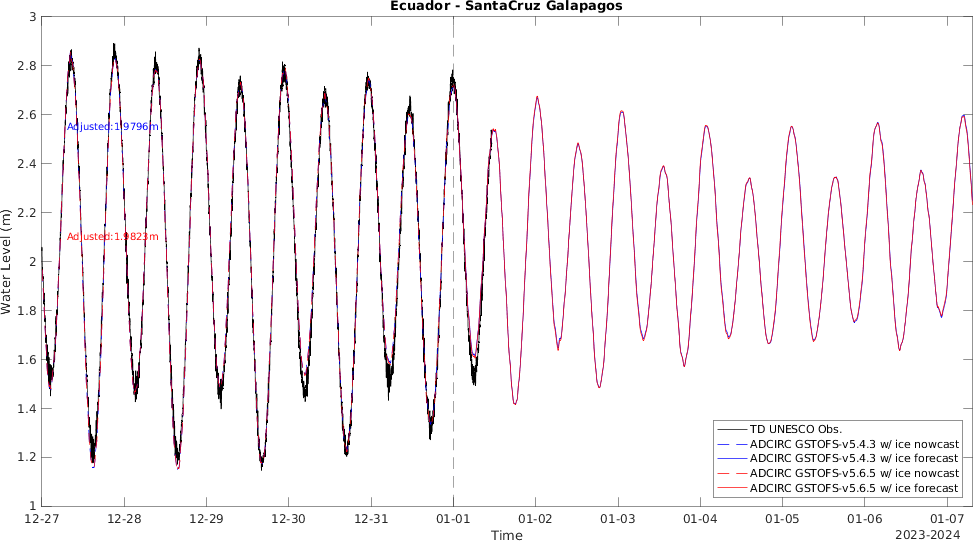 Ecuador - SantaCruz Galapagos
3
2.8
2.6
2.4
2.2
2
1.8
1.6
1.4
1.2
1
Water Level (m)
Adjusted:1.9796m
Adjusted:1.9823m
TD UNESCO Obs.
ADCIRC GSTOFS-v5.4.3 w/ ice nowcast
ADCIRC GSTOFS-v5.4.3 w/ ice forecast
ADCIRC GSTOFS-v5.6.5 w/ ice nowcast
ADCIRC GSTOFS-v5.6.5 w/ ice forecast
12-27 12-28 12-29 12-30 12-31 01-01 01-02 01-03 01-04 01-05 01-06 01-07
Time
2023-2024